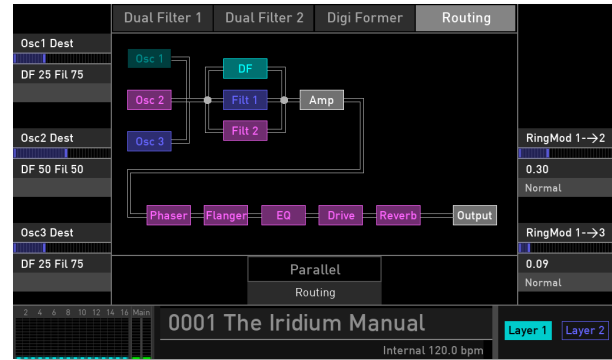 Dual Filter 1 Dual Filter 2 Digi Former Routing
Osc1 Dest
DF 25 Fil 75
Osc 1
DF
Osc 2 Filt 1 Amp
Filt 2
Osc 3
Osc2 Dest
DF 50 Fil 50
RingMod 1-->2
0.30
Normal
Phaser Flanger EQ Drive Reverb Output
Osc3 Dest
DF 25 Fil 75
RingMod 1-->3
0.09
Normal
Parallel
Routing
2 4 6 8 10 12 14 16 Main
0001 The Iridium Manual
Internal 120.0 bpm
Layer 1 Layer 2